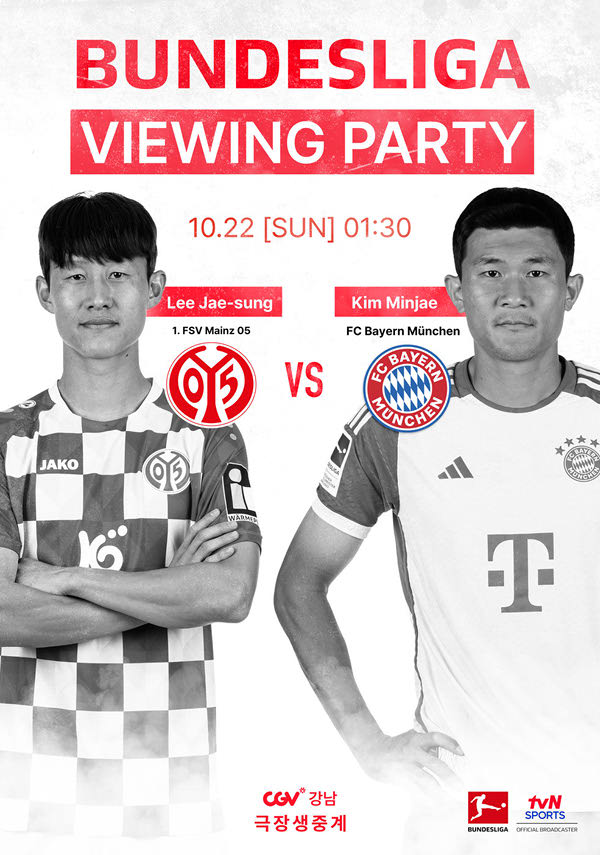 BUNDESLIGA
VIEWING PARTY
10.22 [SUN] 01:30
Lee Jae-sung
Kim Minjae
1. FSV Mainz 05
FC Bayern München
05
VS
FC BAYERN
MÜNCHEN
JAKO
05
WÄRMEP
T
CGV 강남
극장생중계
BUNDESLIGA
tvN
SPORTS
OFFICIAL BROADCASTER